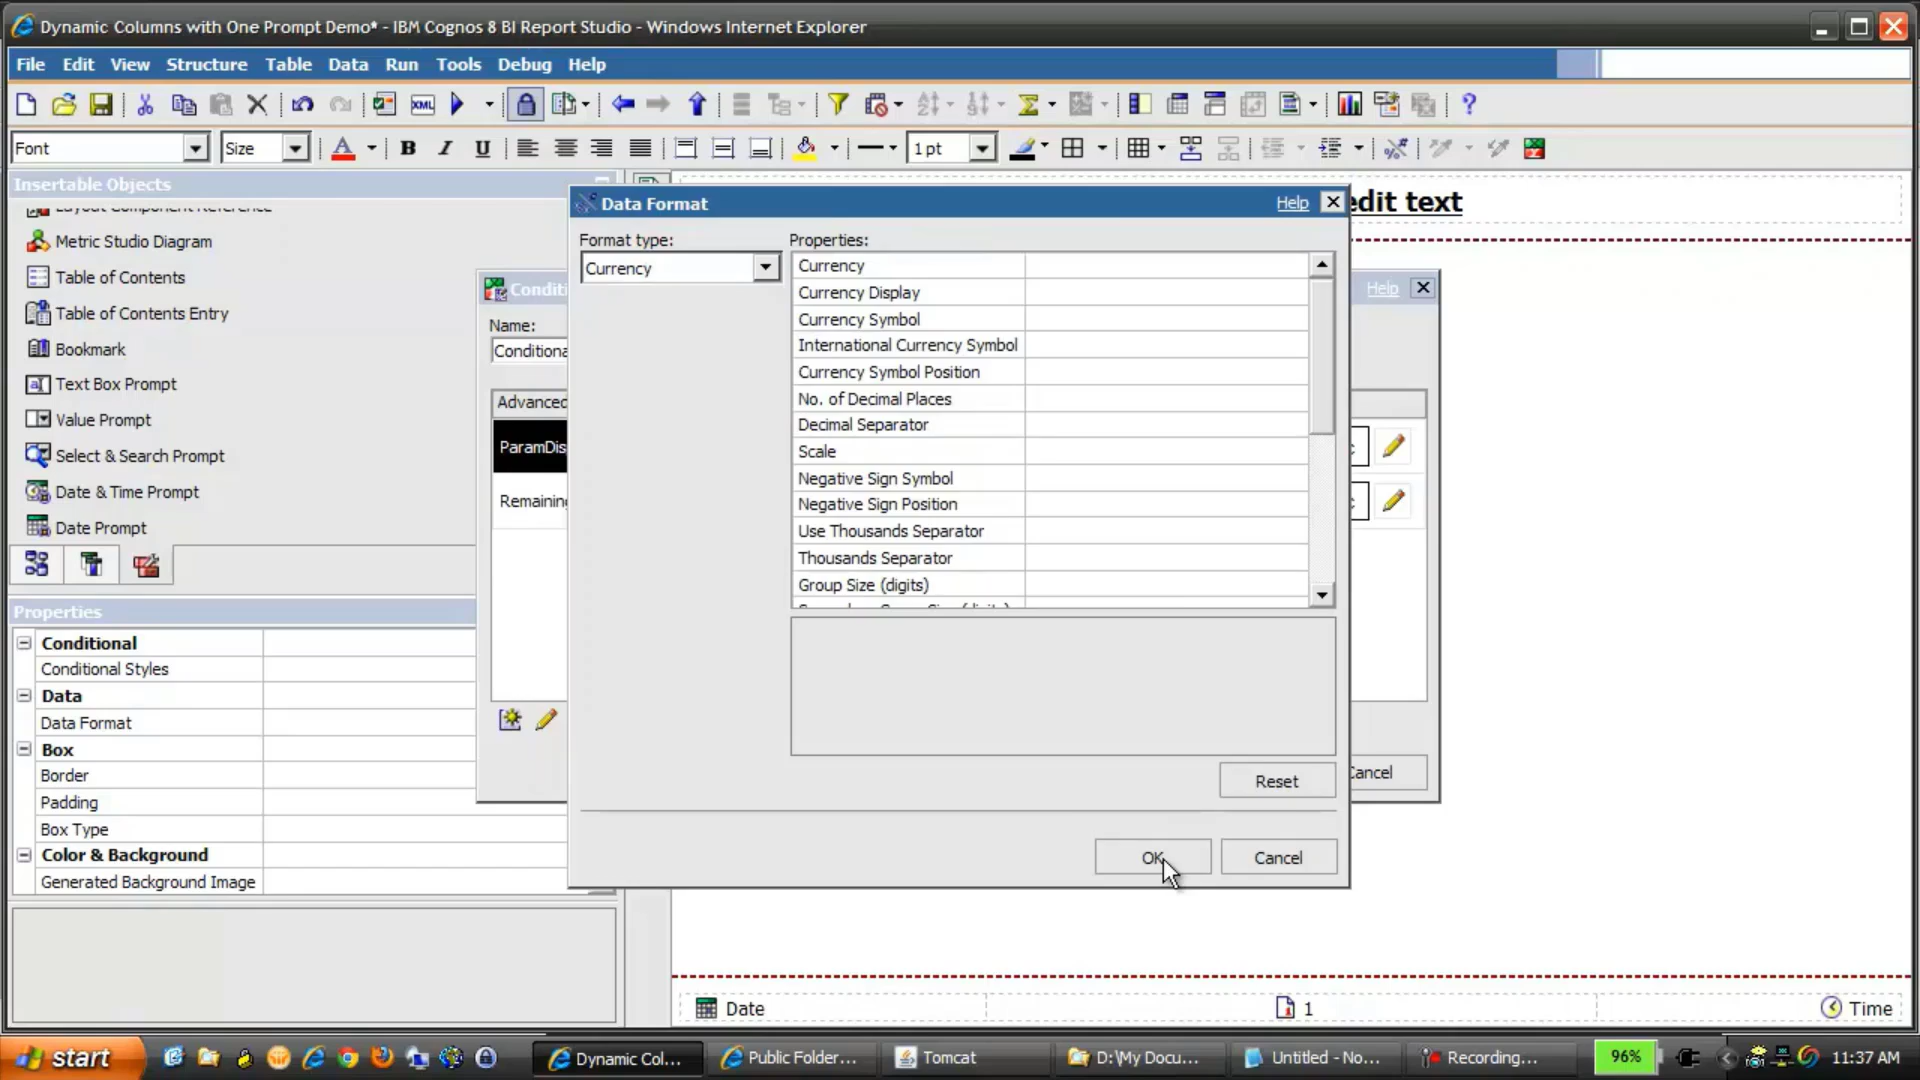 Dynamic Columns with One Prompt Demo* - IBM Cognos 8 BI Report Studio - Windows Internet Explorer
File Edit View Structure Table Data Run Tools Debug Help
XML
Font Size A B I U 1 pt
Insertable Objects
Layout Component Reference
Metric Studio Diagram
Table of Contents
Table of Contents Entry
Bookmark
Text Box Prompt
Value Prompt
Select & Search Prompt
Date & Time Prompt
Date Prompt
Properties
Conditional
Conditional Styles
Data
Data Format
Box
Border
Padding
Box Type
Color & Background
Generated Background Image
edit text
Help
Name:
Conditiona
Advanced
ParamDis
Remaining
Cancel
Data Format Help
Format type:
Currency
Properties:
Currency
Currency Display
Currency Symbol
International Currency Symbol
Currency Symbol Position
No. of Decimal Places
Decimal Separator
Scale
Negative Sign Symbol
Negative Sign Position
Use Thousands Separator
Thousands Separator
Group Size (digits)
Reset
OK Cancel
Date 1 Time
start Dynamic Col... Public Folder... Tomcat D:\My Docu... Untitled - No... Recording... 96% 11:37 AM